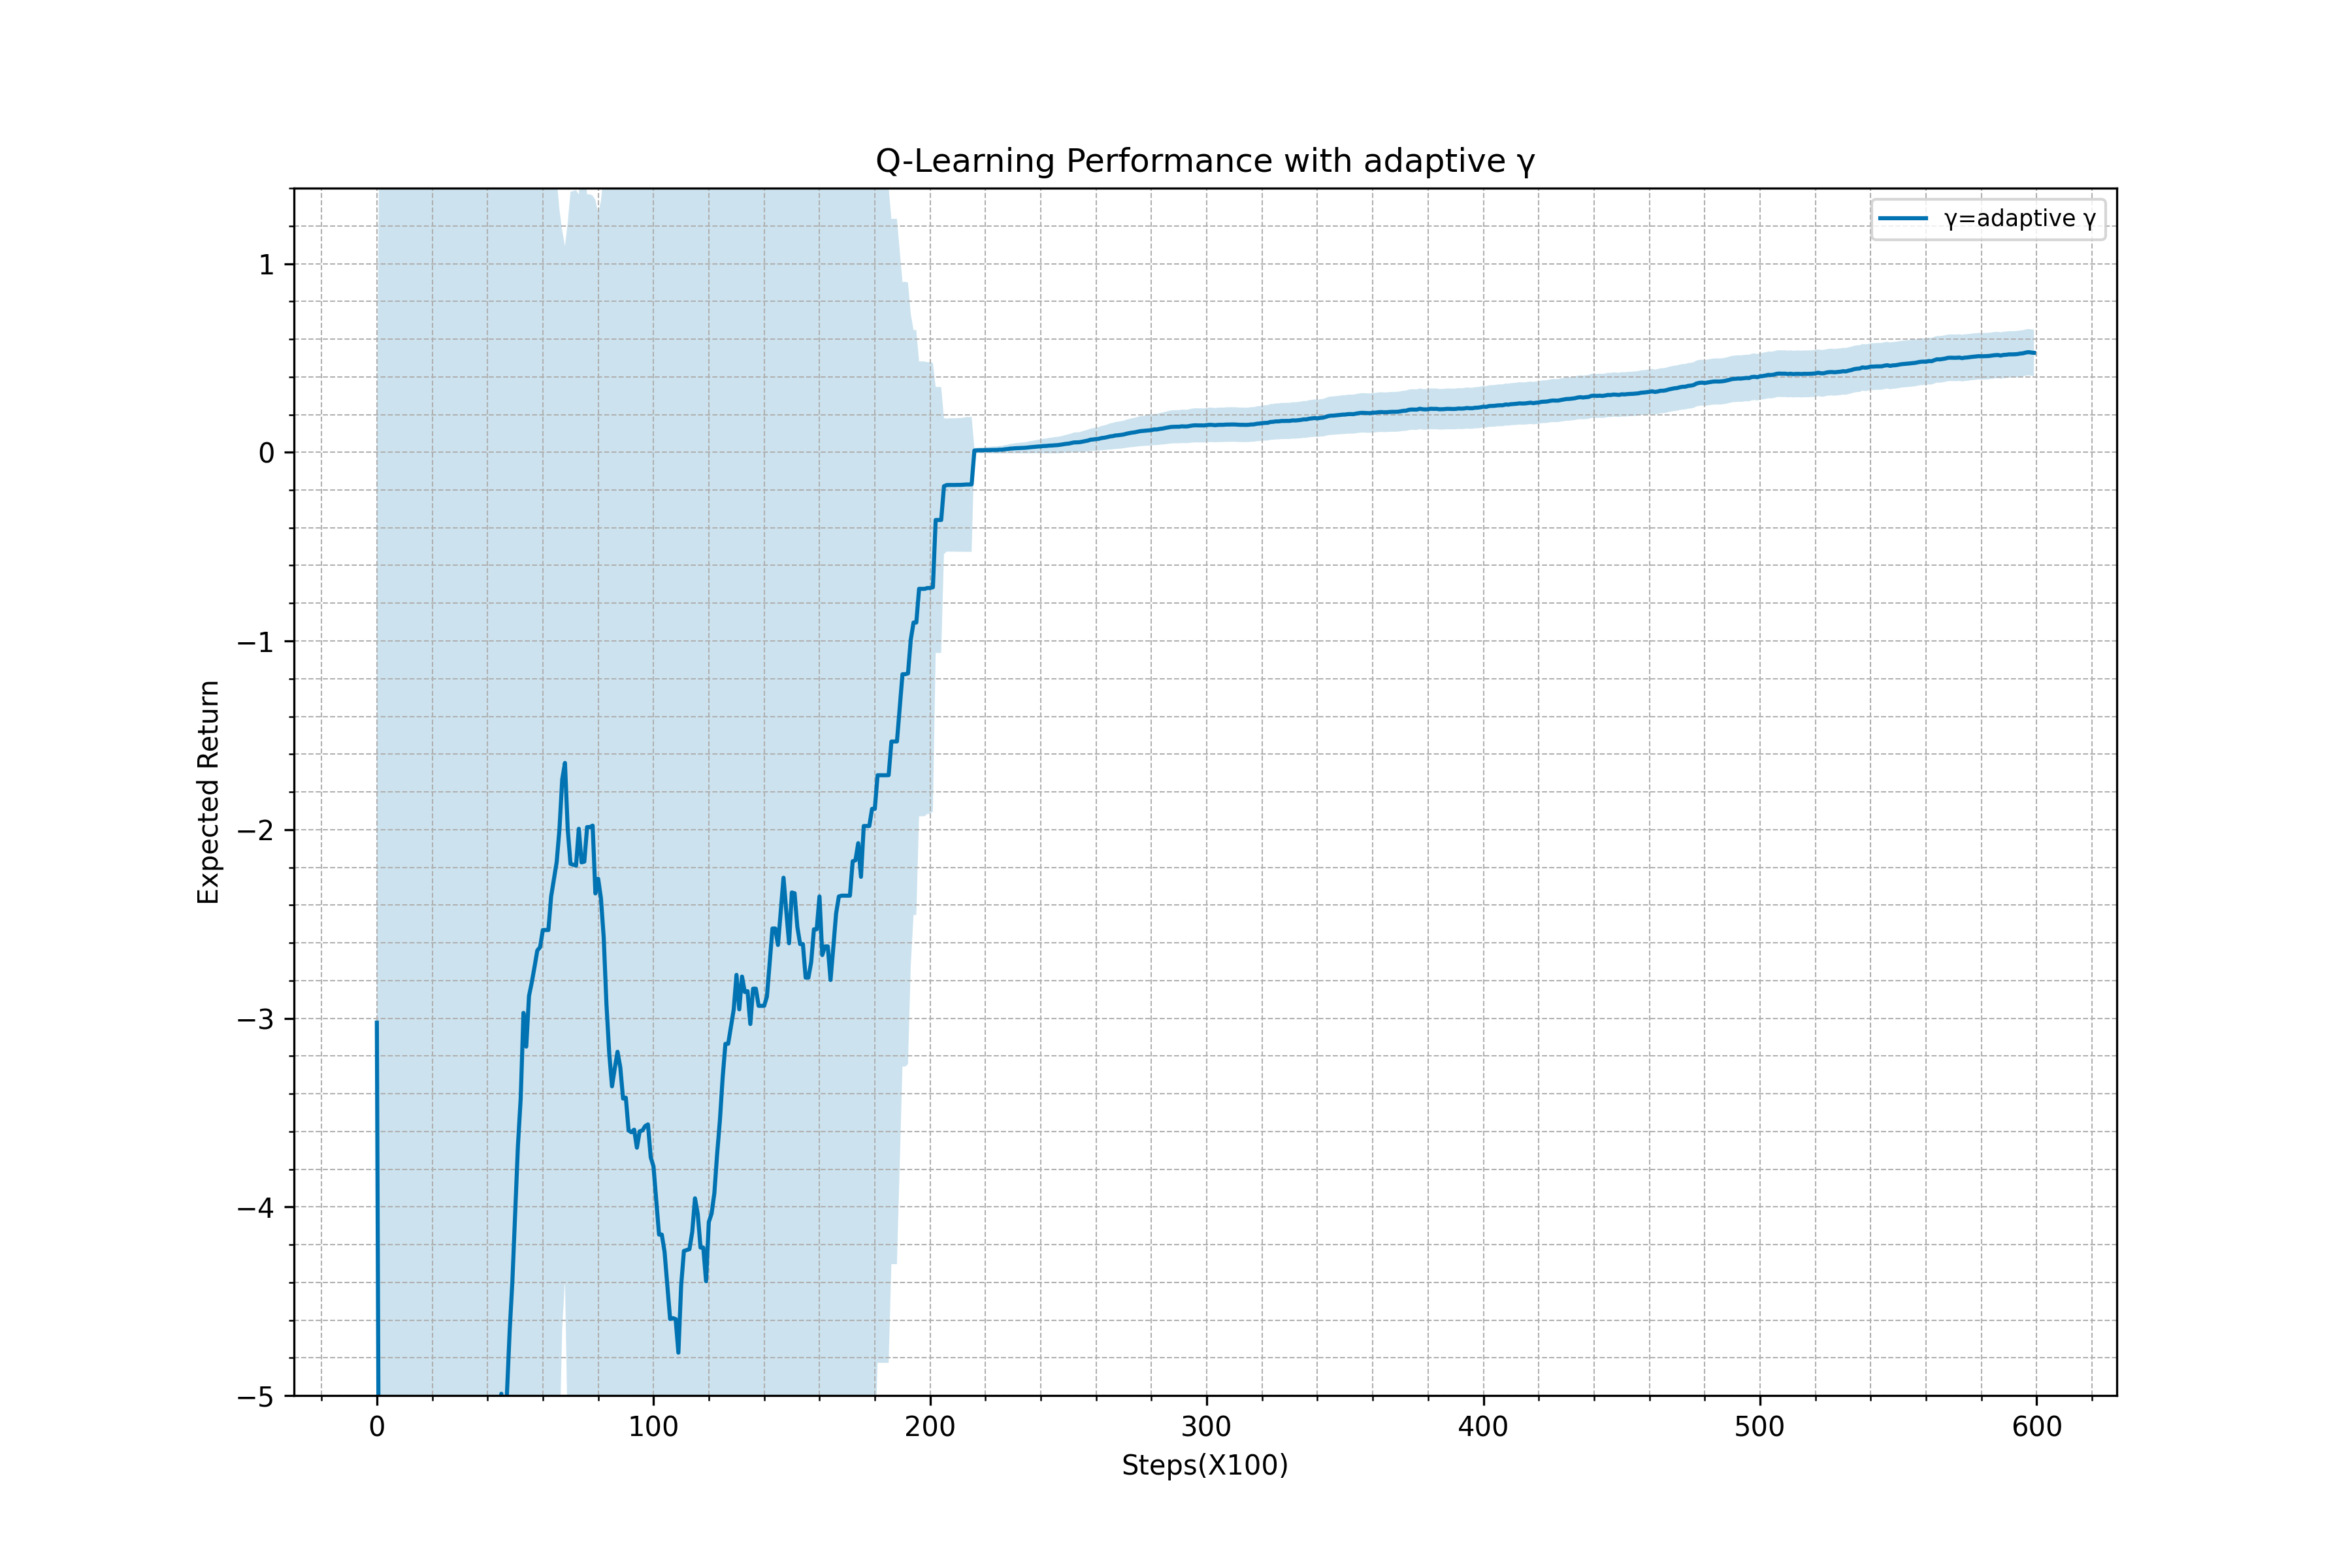 Q-Learning Performance with adaptive γ
γ=adaptive γ
Expected Return
1
0
−1
−2
−3
−4
−5
0 100 200 300 400 500 600
Steps(X100)